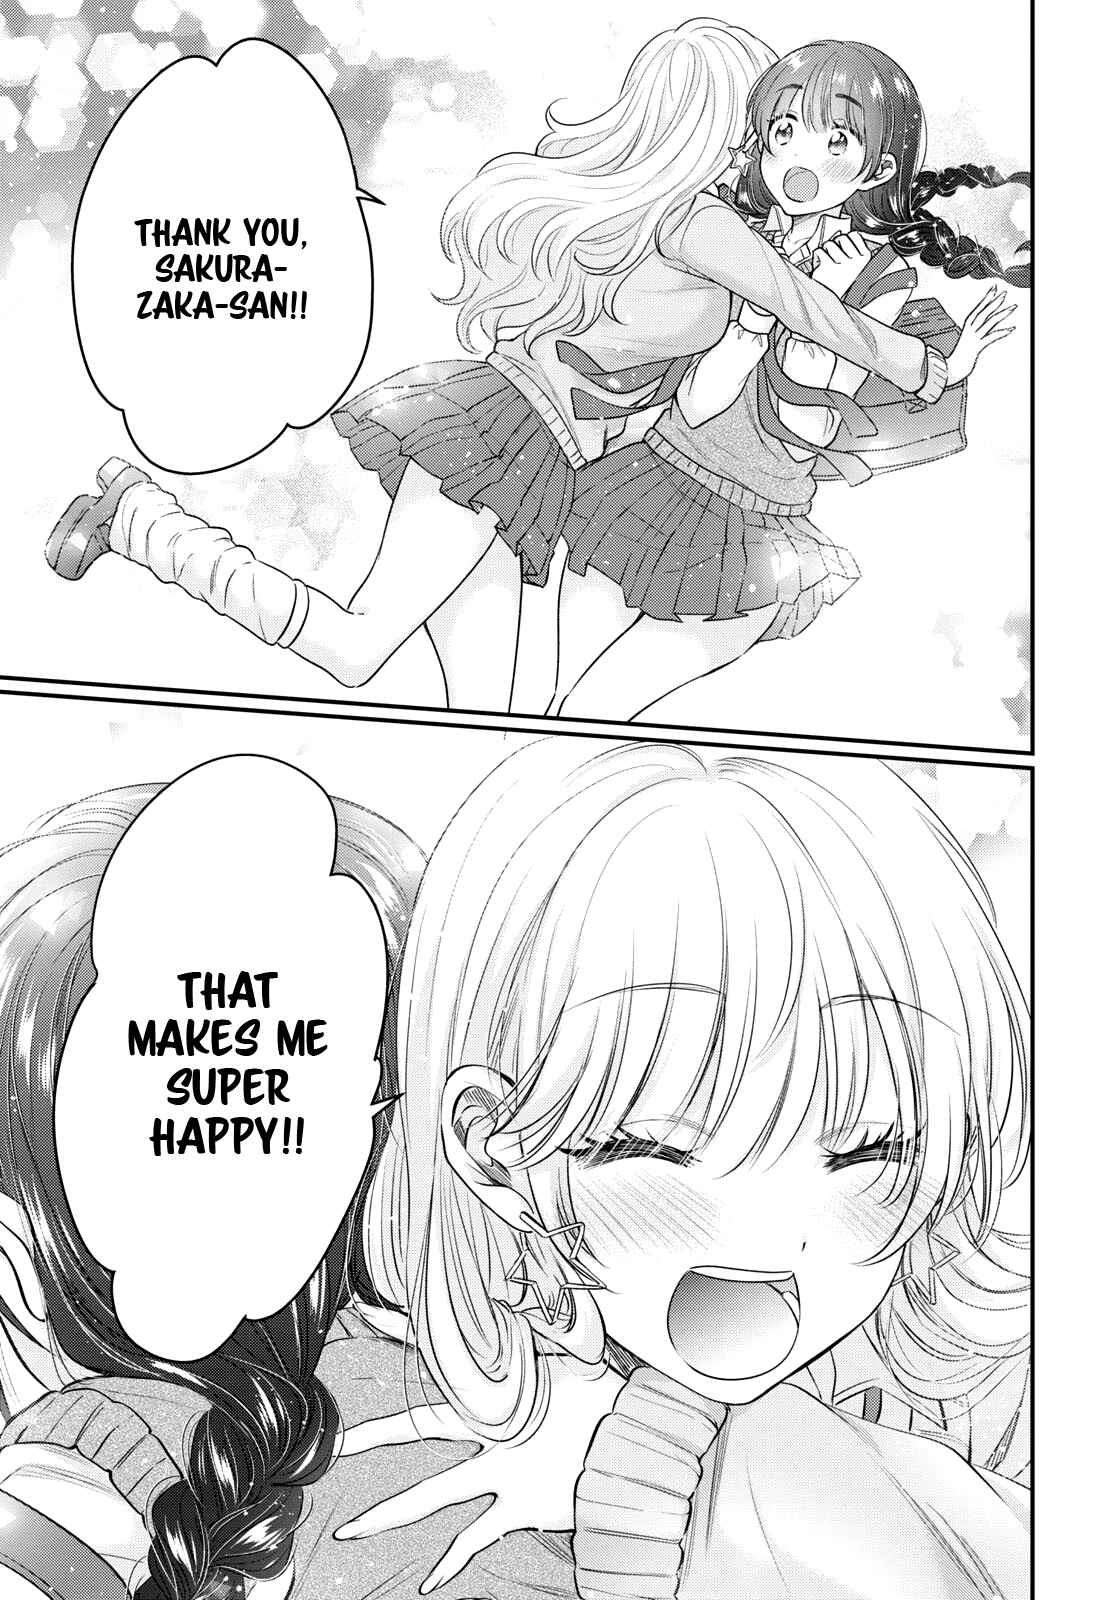 THANK YOU,
SAKURA-
ZAKA-SAN!!
THAT
MAKES ME
SUPER
HAPPY!!